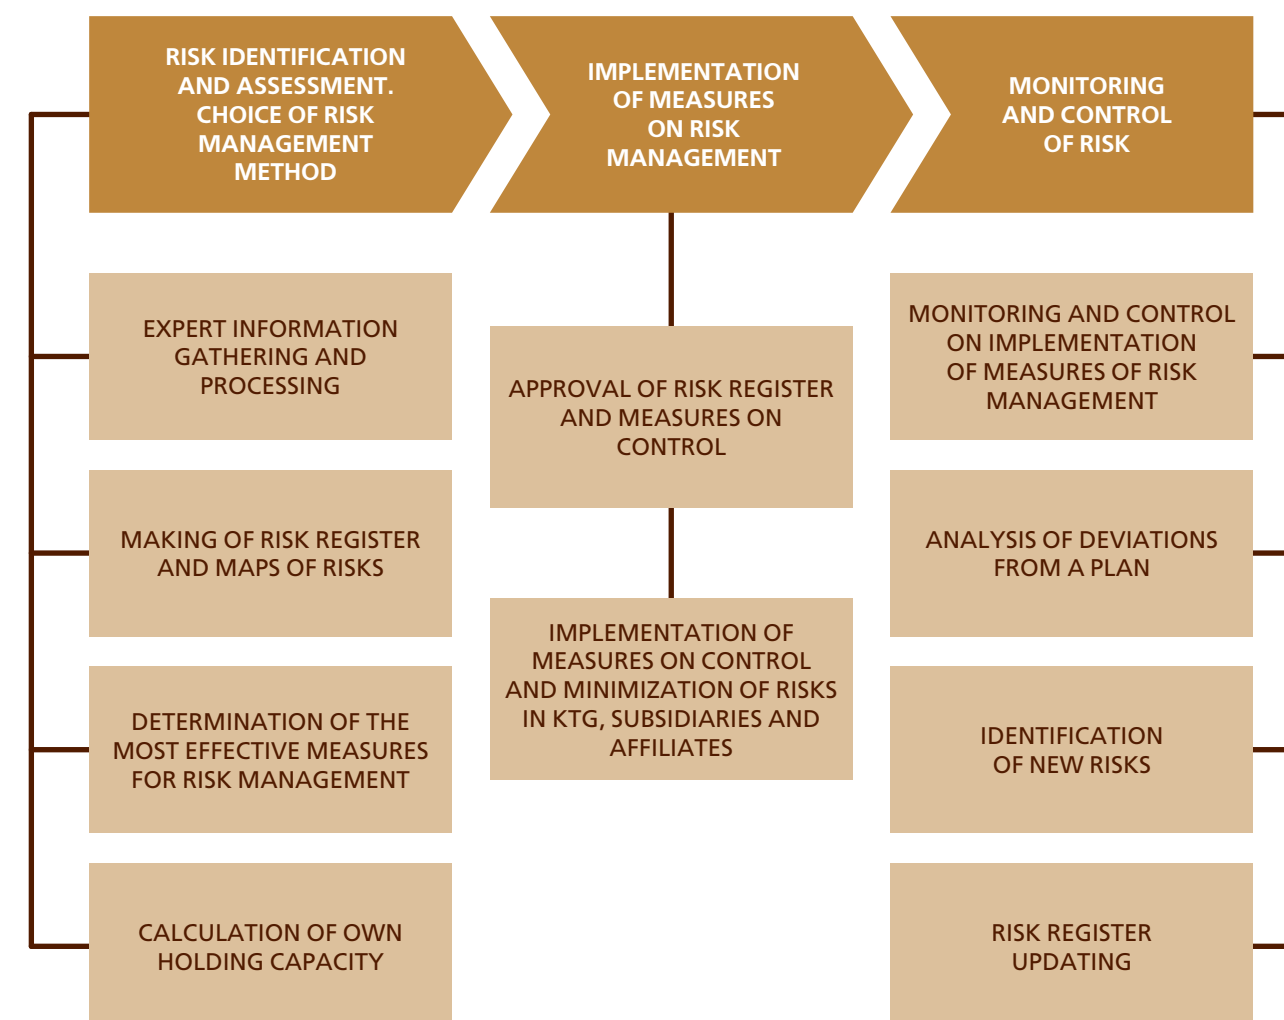 RISK IDENTIFICATION
AND ASSESSMENT.
CHOICE OF RISK
MANAGEMENT
METHOD
IMPLEMENTATION
OF MEASURES
ON RISK
MANAGEMENT
MONITORING
AND CONTROL
OF RISK
EXPERT INFORMATION
GATHERING AND
PROCESSING
MAKING OF RISK REGISTER
AND MAPS OF RISKS
DETERMINATION OF THE
MOST EFFECTIVE MEASURES
FOR RISK MANAGEMENT
CALCULATION OF OWN
HOLDING CAPACITY
APPROVAL OF RISK REGISTER
AND MEASURES ON
CONTROL
IMPLEMENTATION OF
MEASURES ON CONTROL
AND MINIMIZATION OF RISKS
IN KTG, SUBSIDIARIES AND
AFFILIATES
MONITORING AND CONTROL
ON IMPLEMENTATION
OF MEASURES OF RISK
MANAGEMENT
ANALYSIS OF DEVIATIONS
FROM A PLAN
IDENTIFICATION
OF NEW RISKS
RISK REGISTER
UPDATING